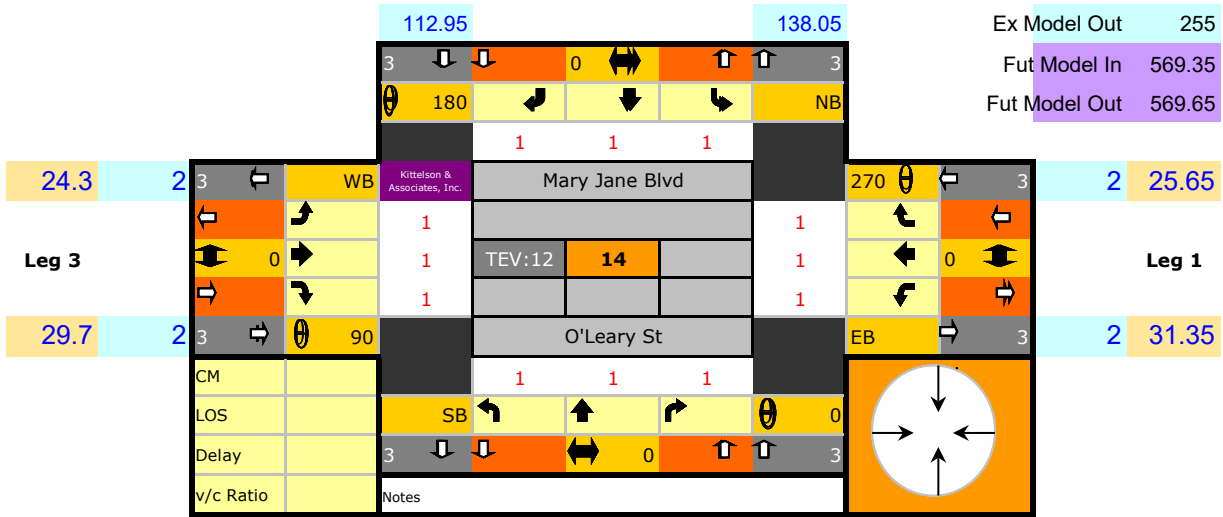 112.95 138.05 Ex Model Out 255
3 0 3 Fut Model In 569.35
180 NB Fut Model Out 569.65
1 1 1
24.3 2 3 WB Kittelson & Associates, Inc. Mary Jane Blvd 270 3 2 25.65
1 1
Leg 3 0 1 TEV:12 14 1 0 Leg 1
1 1
29.7 2 3 90 O'Leary St EB 3 2 31.35
CM 1 1 1
LOS SB 0
Delay 3 0 3
v/c Ratio Notes